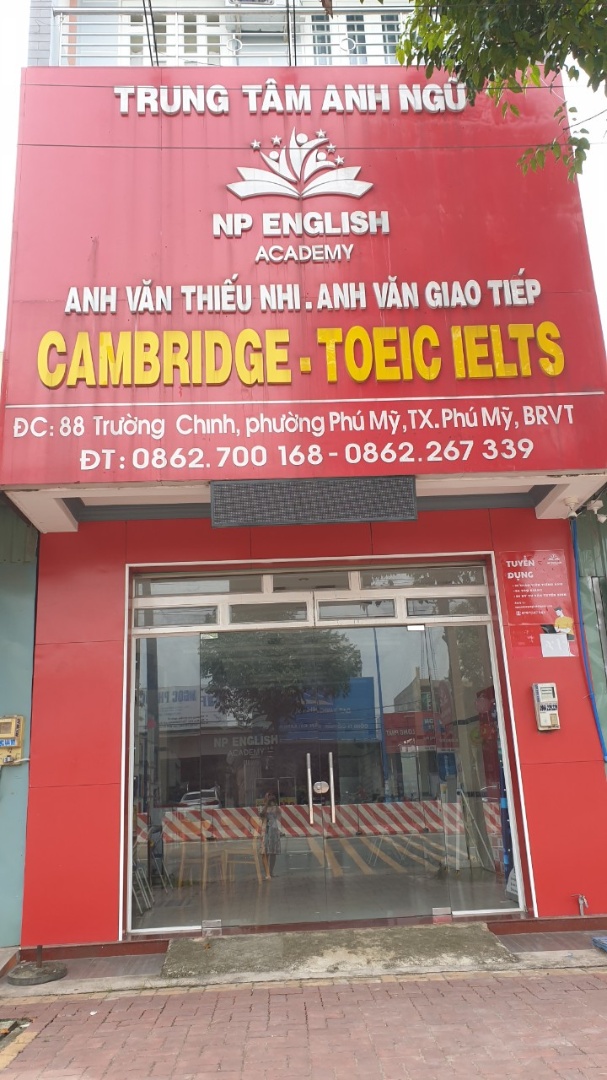 TRUNG TÂM ANH NGỮ
NP ENGLISH
ACADEMY
ANH VĂN THIẾU NHI . ANH VĂN GIAO TIẾP
CAMBRIDGE - TOEIC IELTS
ĐC: 88 Trường Chinh, phường Phú Mỹ, TX. Phú Mỹ, BRVT
ĐT: 0862.700 168 - 0862.267 339
TUYỂN
DỤNG
NP ENGLISH
ACADEMY